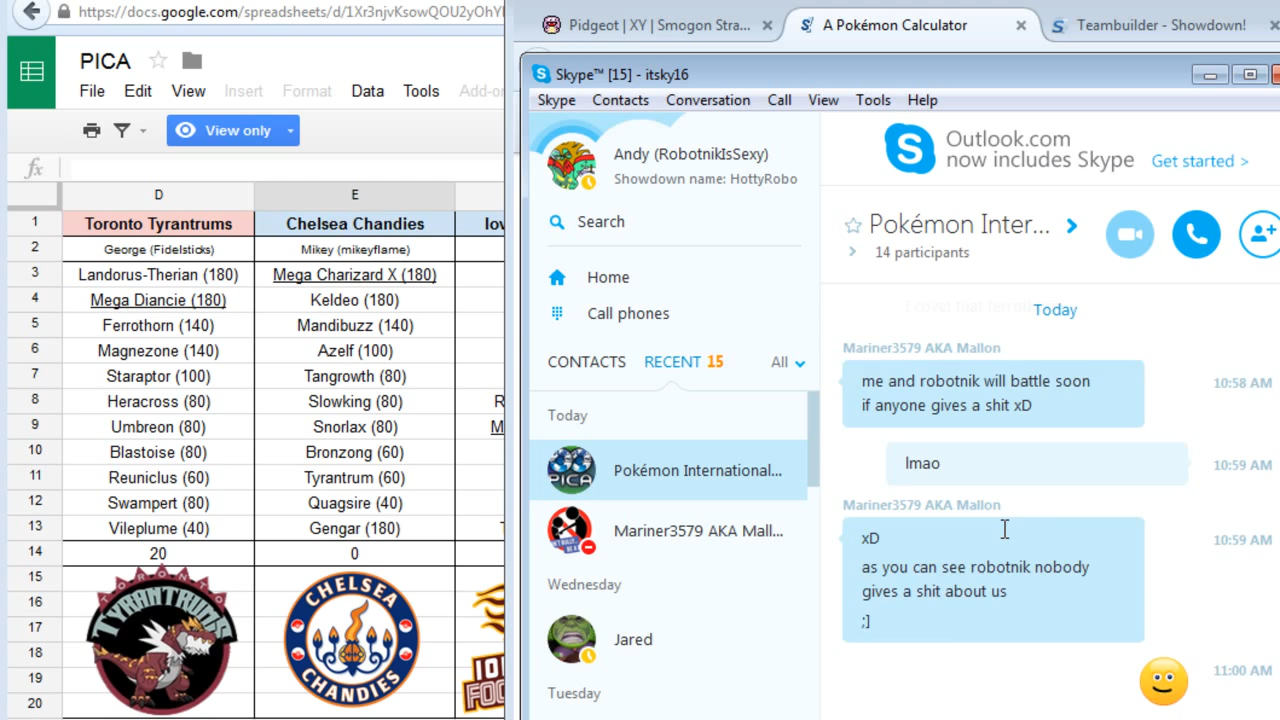 https://docs.google.com/spreadsheets/d/1Xr3njvKsowQOU2yOhYl
PICA
File Edit View Insert Format Data Tools
View only
fx
D E
1 Toronto Tyrantrums Chelsea Chandies
2 George (Fidelsticks) Mikey (mikeyflame)
3 Landorus-Therian (180) Mega Charizard X (180)
4 Mega Diancie (180) Keldeo (180)
5 Ferrothorn (140) Mandibuzz (140)
6 Magnezone (140) Azelf (100)
7 Staraptor (100) Tangrowth (80)
8 Heracross (80) Slowking (80)
9 Umbreon (80) Snorlax (80)
10 Blastoise (80) Bronzong (60)
11 Reuniclus (60) Tyrantrum (60)
12 Swampert (80) Quagsire (40)
13 Vileplume (40) Gengar (180)
14 20 0
15
16
17
18
19
20
TORONTO
TYRANTRUMS
CHELSEA
CHANDIES
Pidgeot | XY | Smogon Stra...
A Pokémon Calculator
Teambuilder - Showdown!
Skype™ [15] - itsky16
Skype Contacts Conversation Call View Tools Help
Andy (RobotnikIsSexy)
Showdown name: HottyRobo
Search
Home
Call phones
CONTACTS RECENT 15 All
Today
PICA
Pokémon International...
Mariner3579 AKA Mall...
Wednesday
Jared
Tuesday
Outlook.com
now includes Skype Get started >
Pokémon Inter...
14 participants
Today
Mariner3579 AKA Mallon
me and robotnik will battle soon
if anyone gives a shit xD
10:58 AM
lmao
10:59 AM
Mariner3579 AKA Mallon
xD
10:59 AM
as you can see robotnik nobody
gives a shit about us
;]
11:00 AM